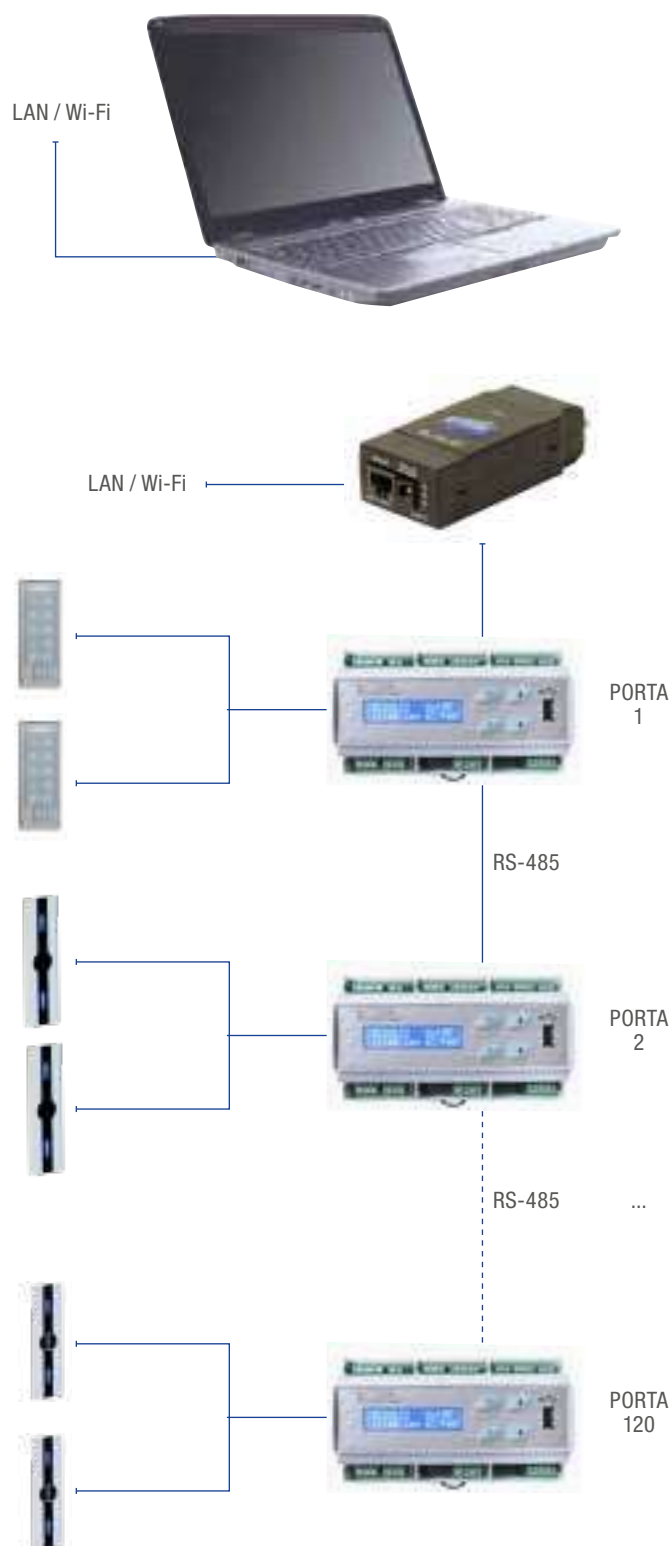 LAN / Wi-Fi
LAN / Wi-Fi
PORTA
1
RS-485
PORTA
2
RS-485
...
PORTA
120